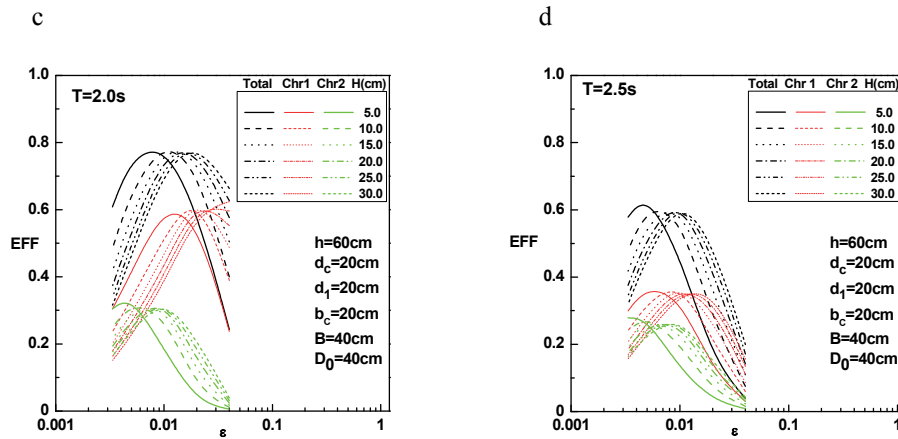 c
Total Chr1 Chr2 H(cm)
T=2.0s
5.0
10.0
15.0
20.0
25.0
30.0
1.0
0.8
0.6
0.4
0.2
0
EFF
h=60cm
d_c=20cm
d_1=20cm
b_c=20cm
B=40cm
D_0=40cm
0.001 0.01 0.1 1
ε
d
Total Chr 1 Chr 2 H(cm)
T=2.5s
5.0
10.0
15.0
20.0
25.0
30.0
1.0
0.8
0.6
0.4
0.2
0
EFF
h=60cm
d_c=20cm
d_1=20cm
b_c=20cm
B=40cm
D_0=40cm
0.001 0.01 0.1 1
ε